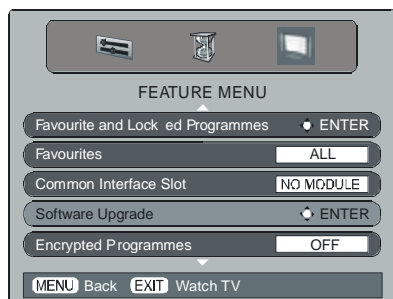 FEATURE MENU
Favourite and Lock ed Programmes ENTER
Favourites ALL
Common Interface Slot NO MODULE
Software Upgrade ENTER
Encrypted Programmes OFF
MENU Back EXIT Watch TV